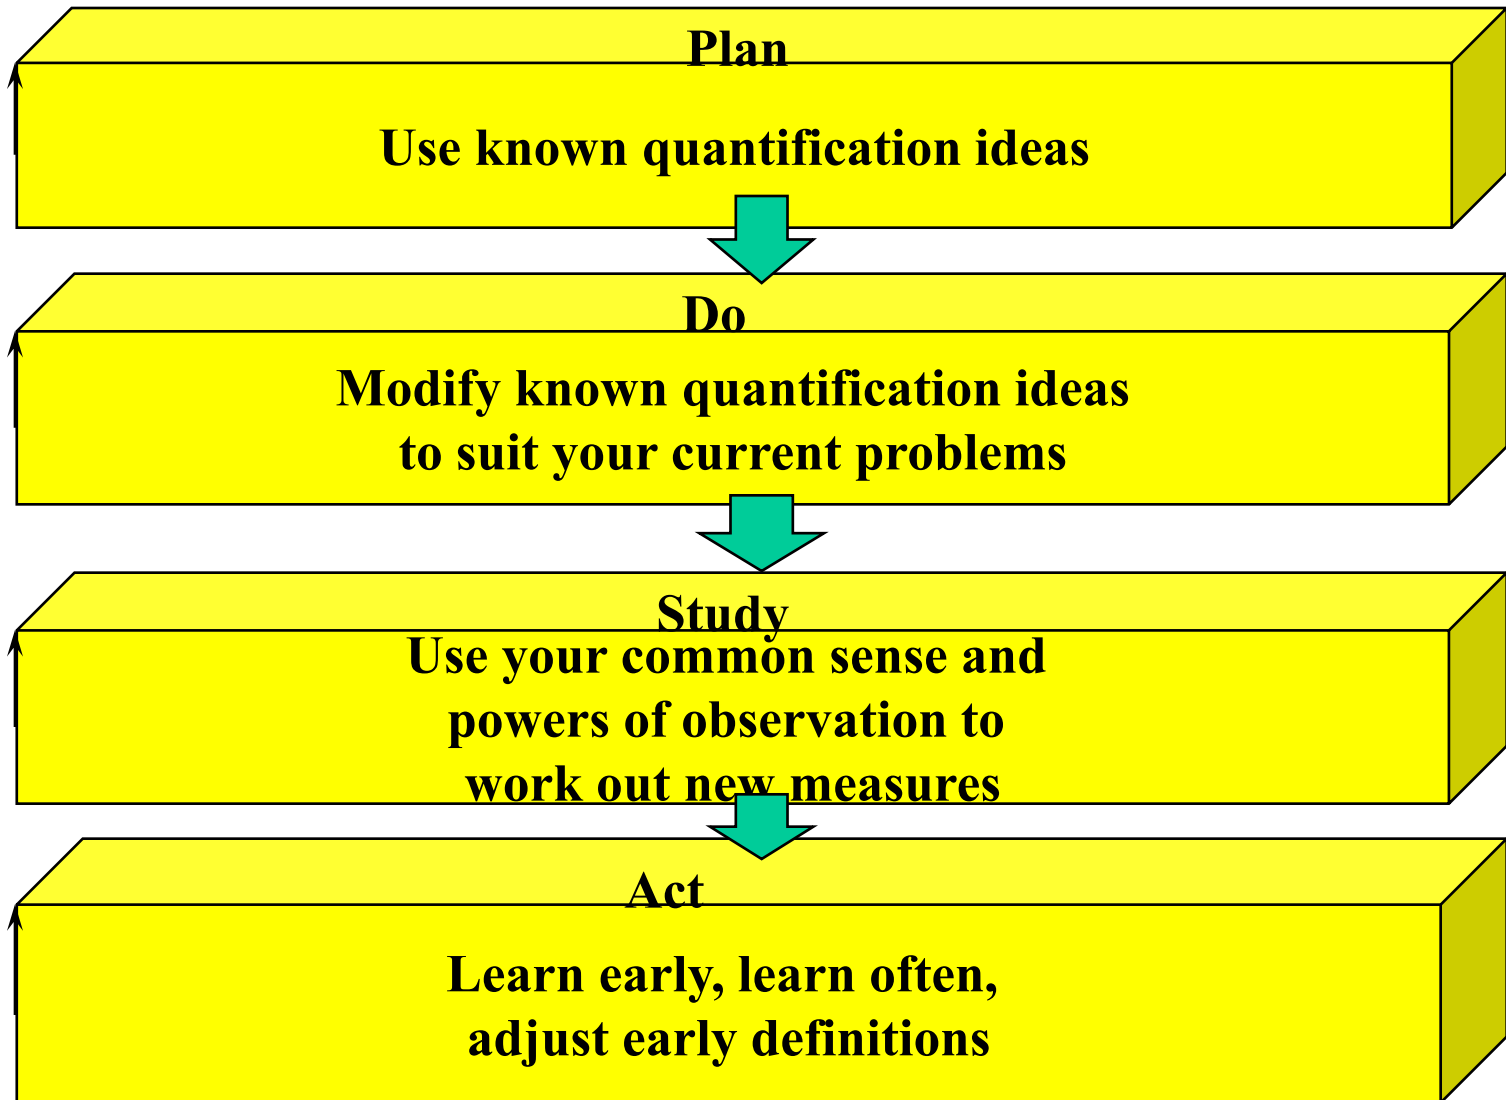 Plan
Use known quantification ideas
Do
Modify known quantification ideas
to suit your current problems
Study
Use your common sense and
powers of observation to
work out new measures
Act
Learn early, learn often,
adjust early definitions